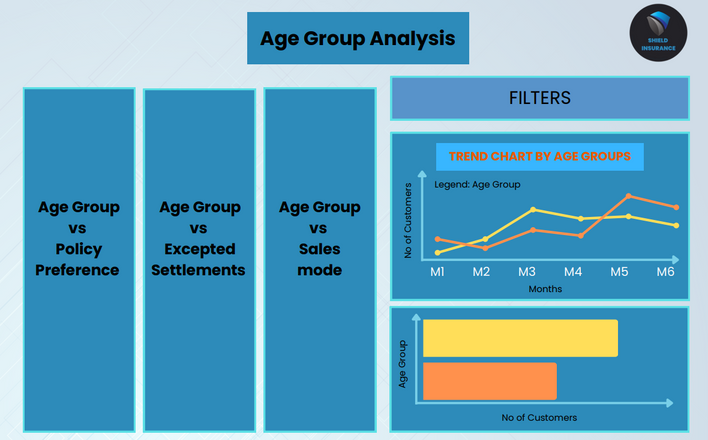 Age Group Analysis
SHIELD
INSURANCE
Age Group
vs
Policy
Preference
Age Group
vs
Excepted
Settlements
Age Group
vs
Sales
mode
FILTERS
TREND CHART BY AGE GROUPS
Legend: Age Group
No of Customers
M1 M2 M3 M4 M5 M6
Months
Age Group
No of Customers